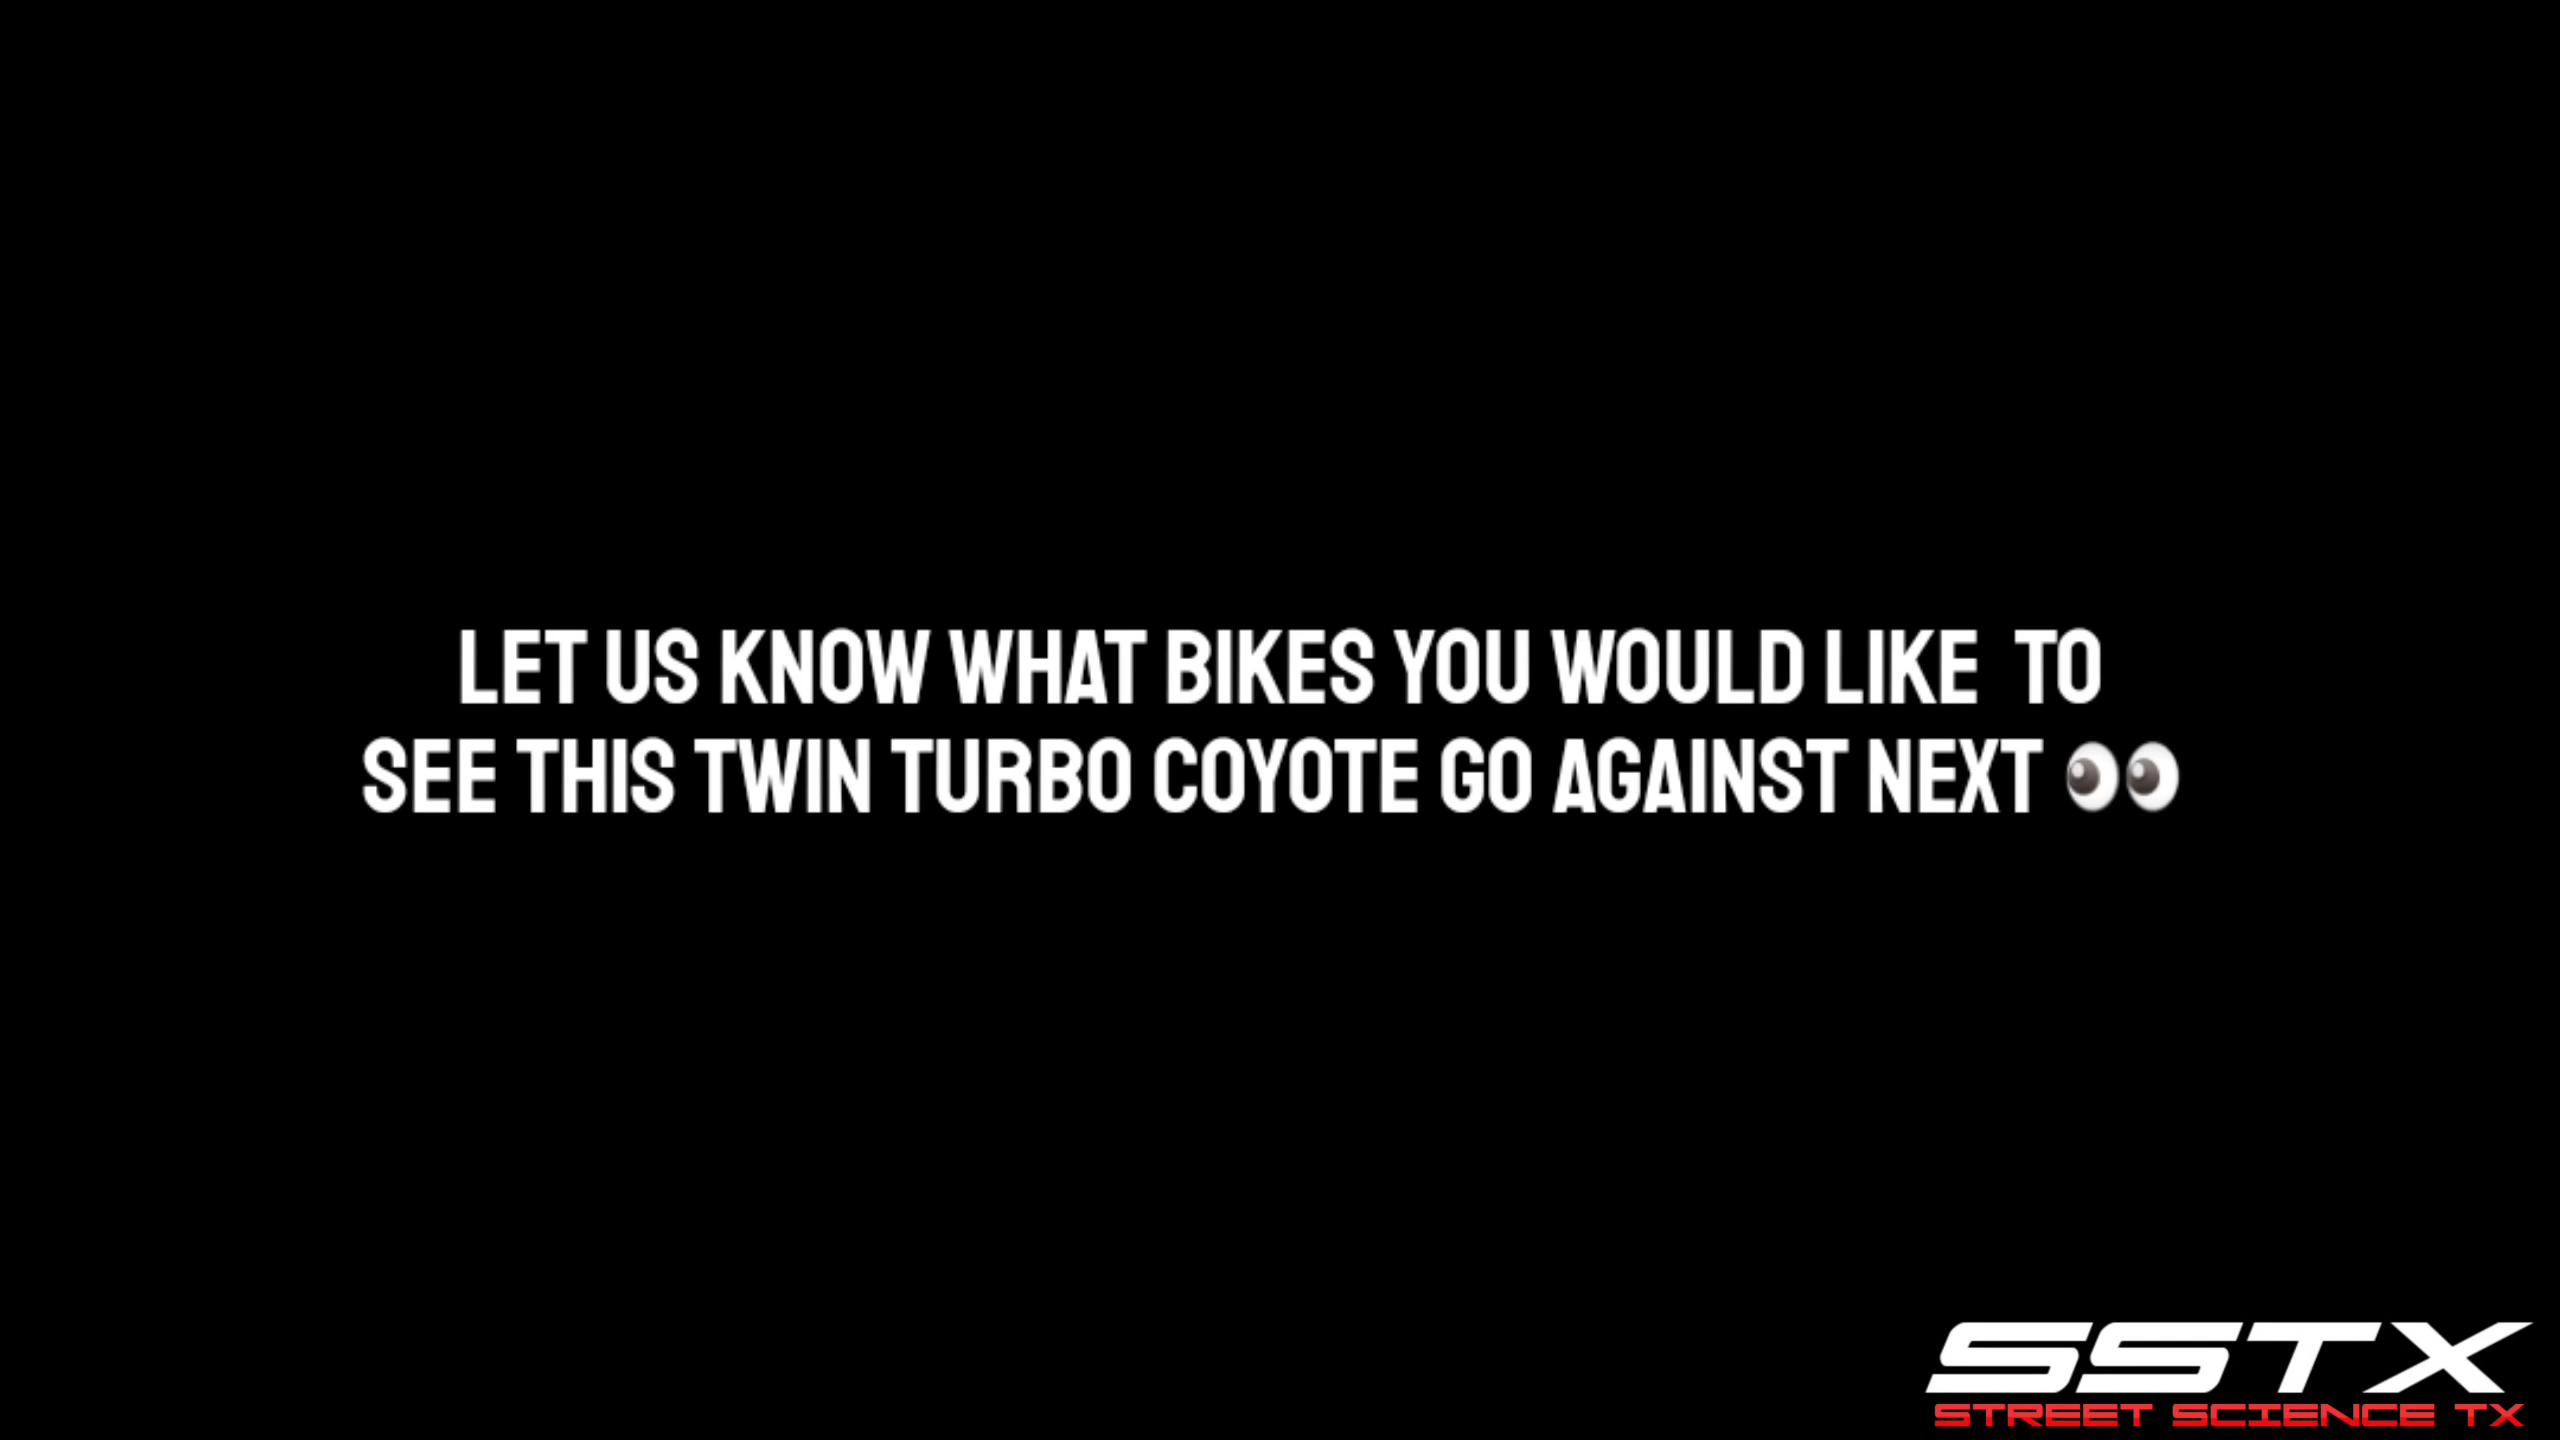 LET US KNOW WHAT BIKES YOU WOULD LIKE  TO
SEE THIS TWIN TURBO COYOTE GO AGAINST NEXT 👀
SSTX
STREET SCIENCE TX